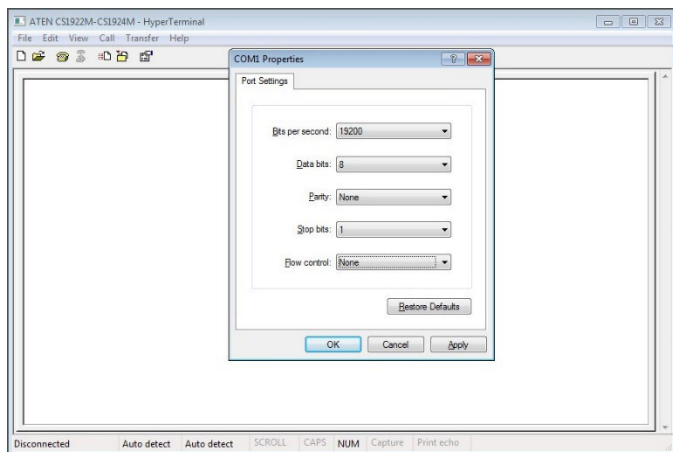 ATEN CS1922M-CS1924M - HyperTerminal
File Edit View Call Transfer Help
COM1 Properties
Port Settings
Bits per second: 19200
Data bits: 8
Parity: None
Stop bits: 1
Flow control: None
Restore Defaults
OK Cancel Apply
Disconnected Auto detect Auto detect SCROLL CAPS NUM Capture Print echo